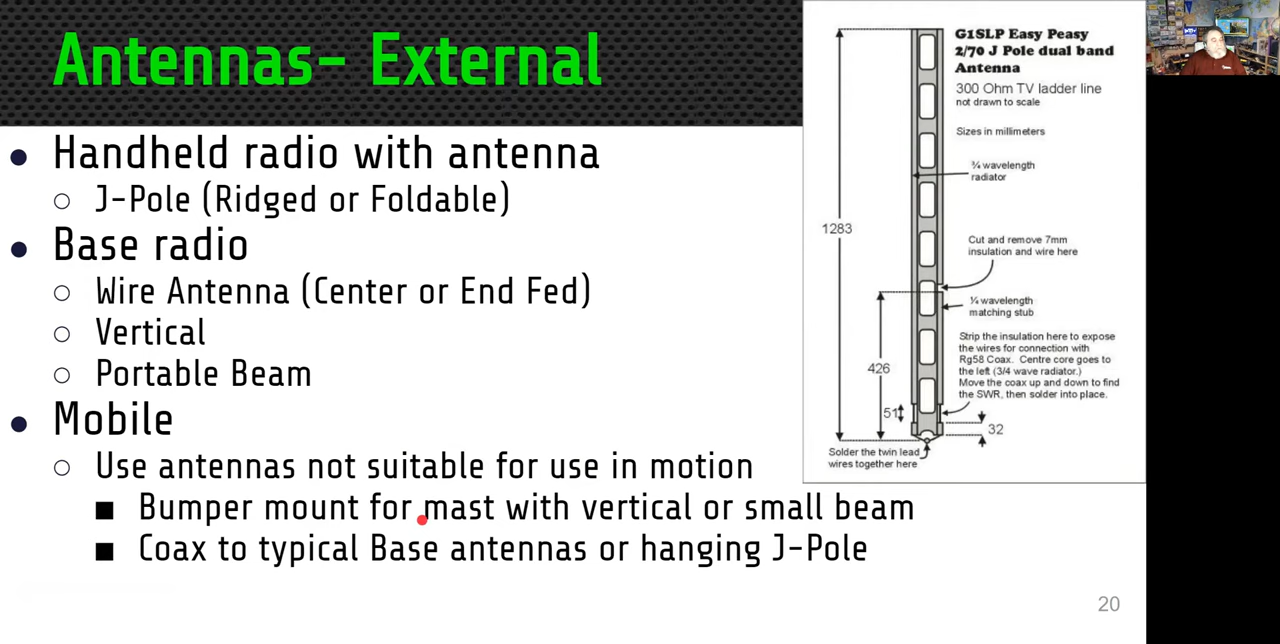 Antennas- External
• Handheld radio with antenna
○ J-Pole (Ridged or Foldable)
• Base radio
○ Wire Antenna (Center or End Fed)
○ Vertical
○ Portable Beam
• Mobile
○ Use antennas not suitable for use in motion
■ Bumper mount for mast with vertical or small beam
■ Coax to typical Base antennas or hanging J-Pole
G1SLP Easy Peasy
2/70 J Pole dual band
Antenna
300 Ohm TV ladder line
not drawn to scale
Sizes in millimeters
¾ wavelength
radiator
1283
Cut and remove 7mm
insulation and wire here
¼ wavelength
matching stub
Strip the insulation here to expose
the wires for connection with
Rg58 Coax. Centre core goes to
the left (3/4 wave radiator.)
Move the coax up and down to find
the SWR, then solder into place.
426
51
32
Solder the twin lead
wires together here
20